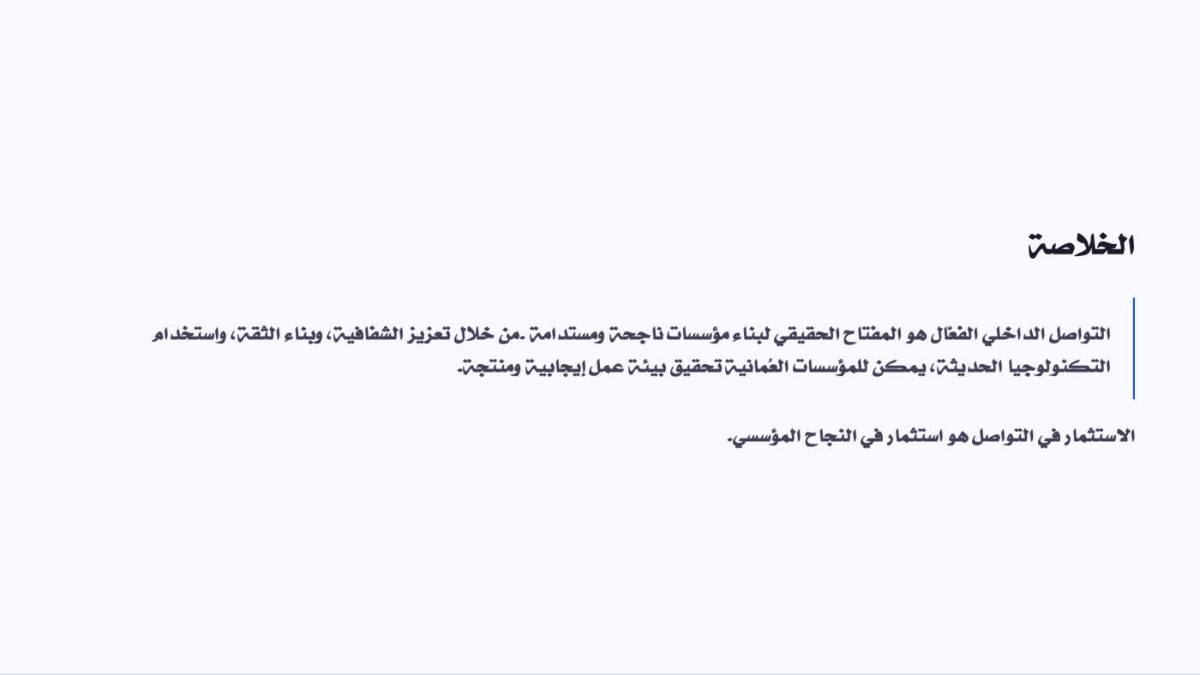 الخلاصة
التواصل الداخلي الفعّال هو المفتاح الحقيقي لبناء مؤسسات ناجحة ومستدامة .من خلال تعزيز الشفافية، وبناء الثقة، واستخدام
التكنولوجيا الحديثة، يمكن للمؤسسات العُمانية تحقيق بيئة عمل إيجابية ومنتجة.
الاستثمار في التواصل هو استثمار في النجاح المؤسسي.